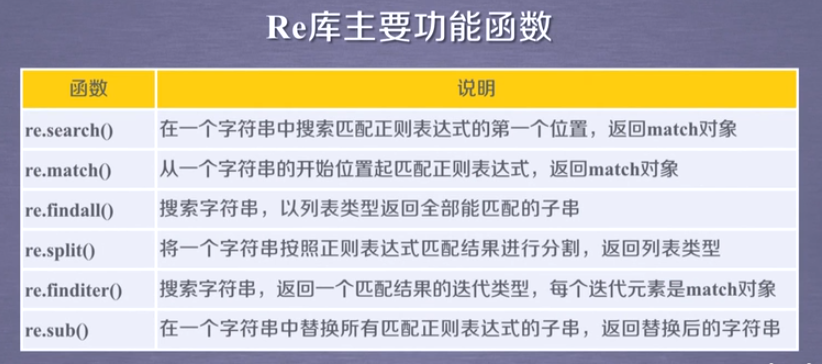 Re库主要功能函数
函数 说明
re.search() 在一个字符串中搜索匹配正则表达式的第一个位置，返回match对象
re.match() 从一个字符串的开始位置起匹配正则表达式，返回match对象
re.findall() 搜索字符串，以列表类型返回全部能匹配的子串
re.split() 将一个字符串按照正则表达式匹配结果进行分割，返回列表类型
re.finditer() 搜索字符串，返回一个匹配结果的迭代类型，每个迭代元素是match对象
re.sub() 在一个字符串中替换所有匹配正则表达式的子串，返回替换后的字符串